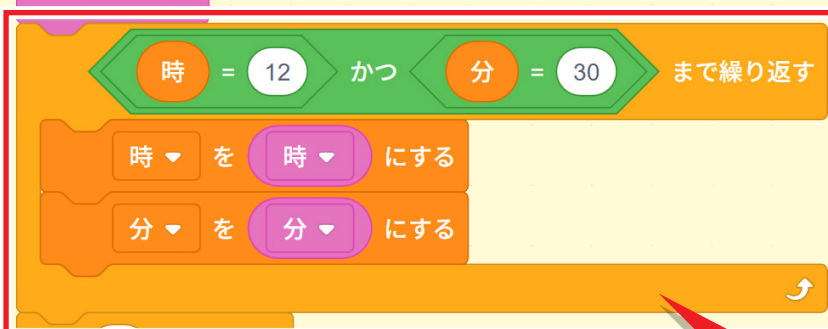 時 = 12 かつ 分 = 30 まで繰り返す
時 を 時 にする
分 を 分 にする